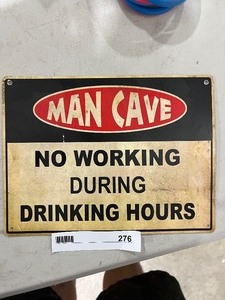 MAN CAVE
NO WORKING
DURING
DRINKING HOURS
276